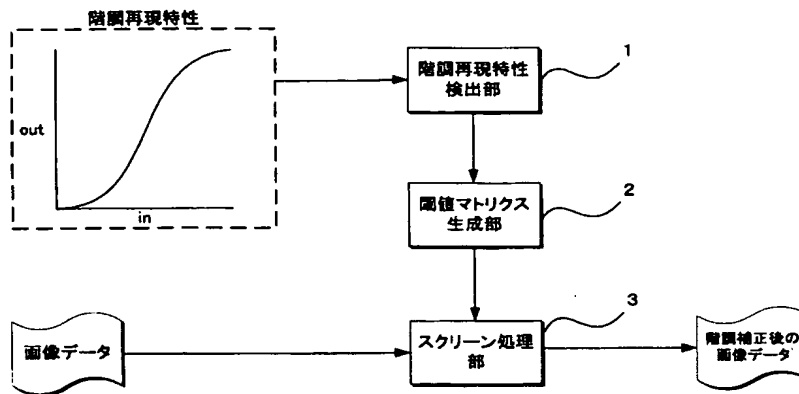 階調再現特性
out
in
階調再現特性
検出部
1
閾値マトリクス
生成部
2
画像データ
スクリーン処理
部
3
階調補正後の
画像データ